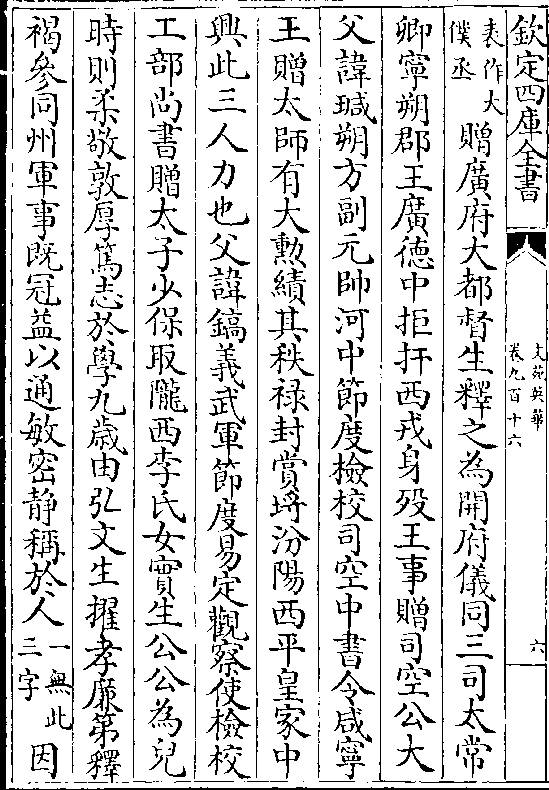 欽定四庫全書
文苑英華
卷九百十六
六
表作大
僕丞
贈廣府大都督生釋之為開府儀同三司太常
卿寧朔郡王廣德中拒扞西戎身歿王事贈司空公大
父諱瑊朔方副元帥河中節度檢校司空中書令咸寧
王贈太師有大勲績其秩禄封賞埓汾陽西平皇家中
興此三人力也父諱鎬義武軍節度易定觀察使檢校
工部尚書贈太子少保取隴西李氏女實生公公為兒
時則柔敬敦厚篤志於學九歲由弘文生擢孝廉第釋
褐參同州軍事既冠益以通敏密静稱於人
一無此
三字
因